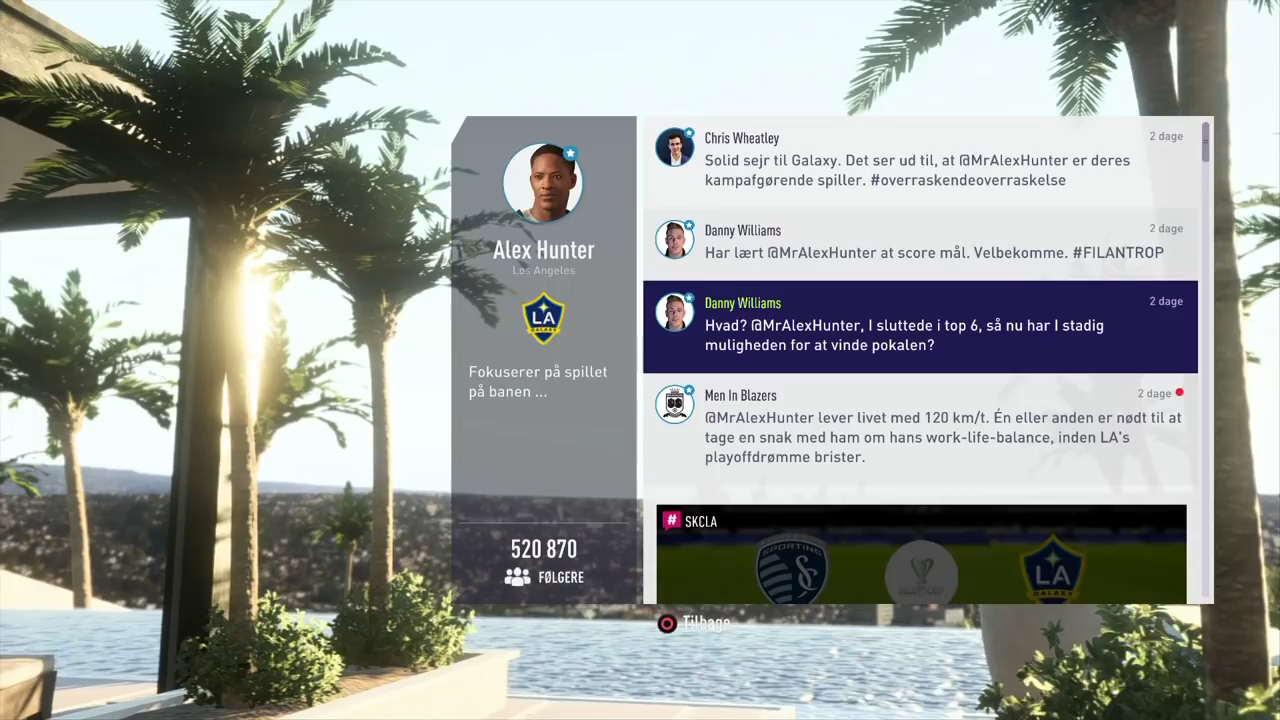 Alex Hunter
Los Angeles
LA
GALAXY
Fokuserer på spillet
på banen ...
520 870
FØLGERE
Chris Wheatley
2 dage
Solid sejr til Galaxy. Det ser ud til, at @MrAlexHunter er deres
kampafgørende spiller. #overraskendeoverraskelse
Danny Williams
2 dage
Har lært @MrAlexHunter at score mål. Velbekomme. #FILANTROP
Danny Williams
2 dage
Hvad? @MrAlexHunter, I sluttede i top 6, så nu har I stadig
muligheden for at vinde pokalen?
Men In Blazers
2 dage
@MrAlexHunter lever livet med 120 km/t. Én eller anden er nødt til at
tage en snak med ham om hans work-life-balance, inden LA's
playoffdrømme brister.
# SKCLA
SPORTING
LA
GALAXY
Tilbage